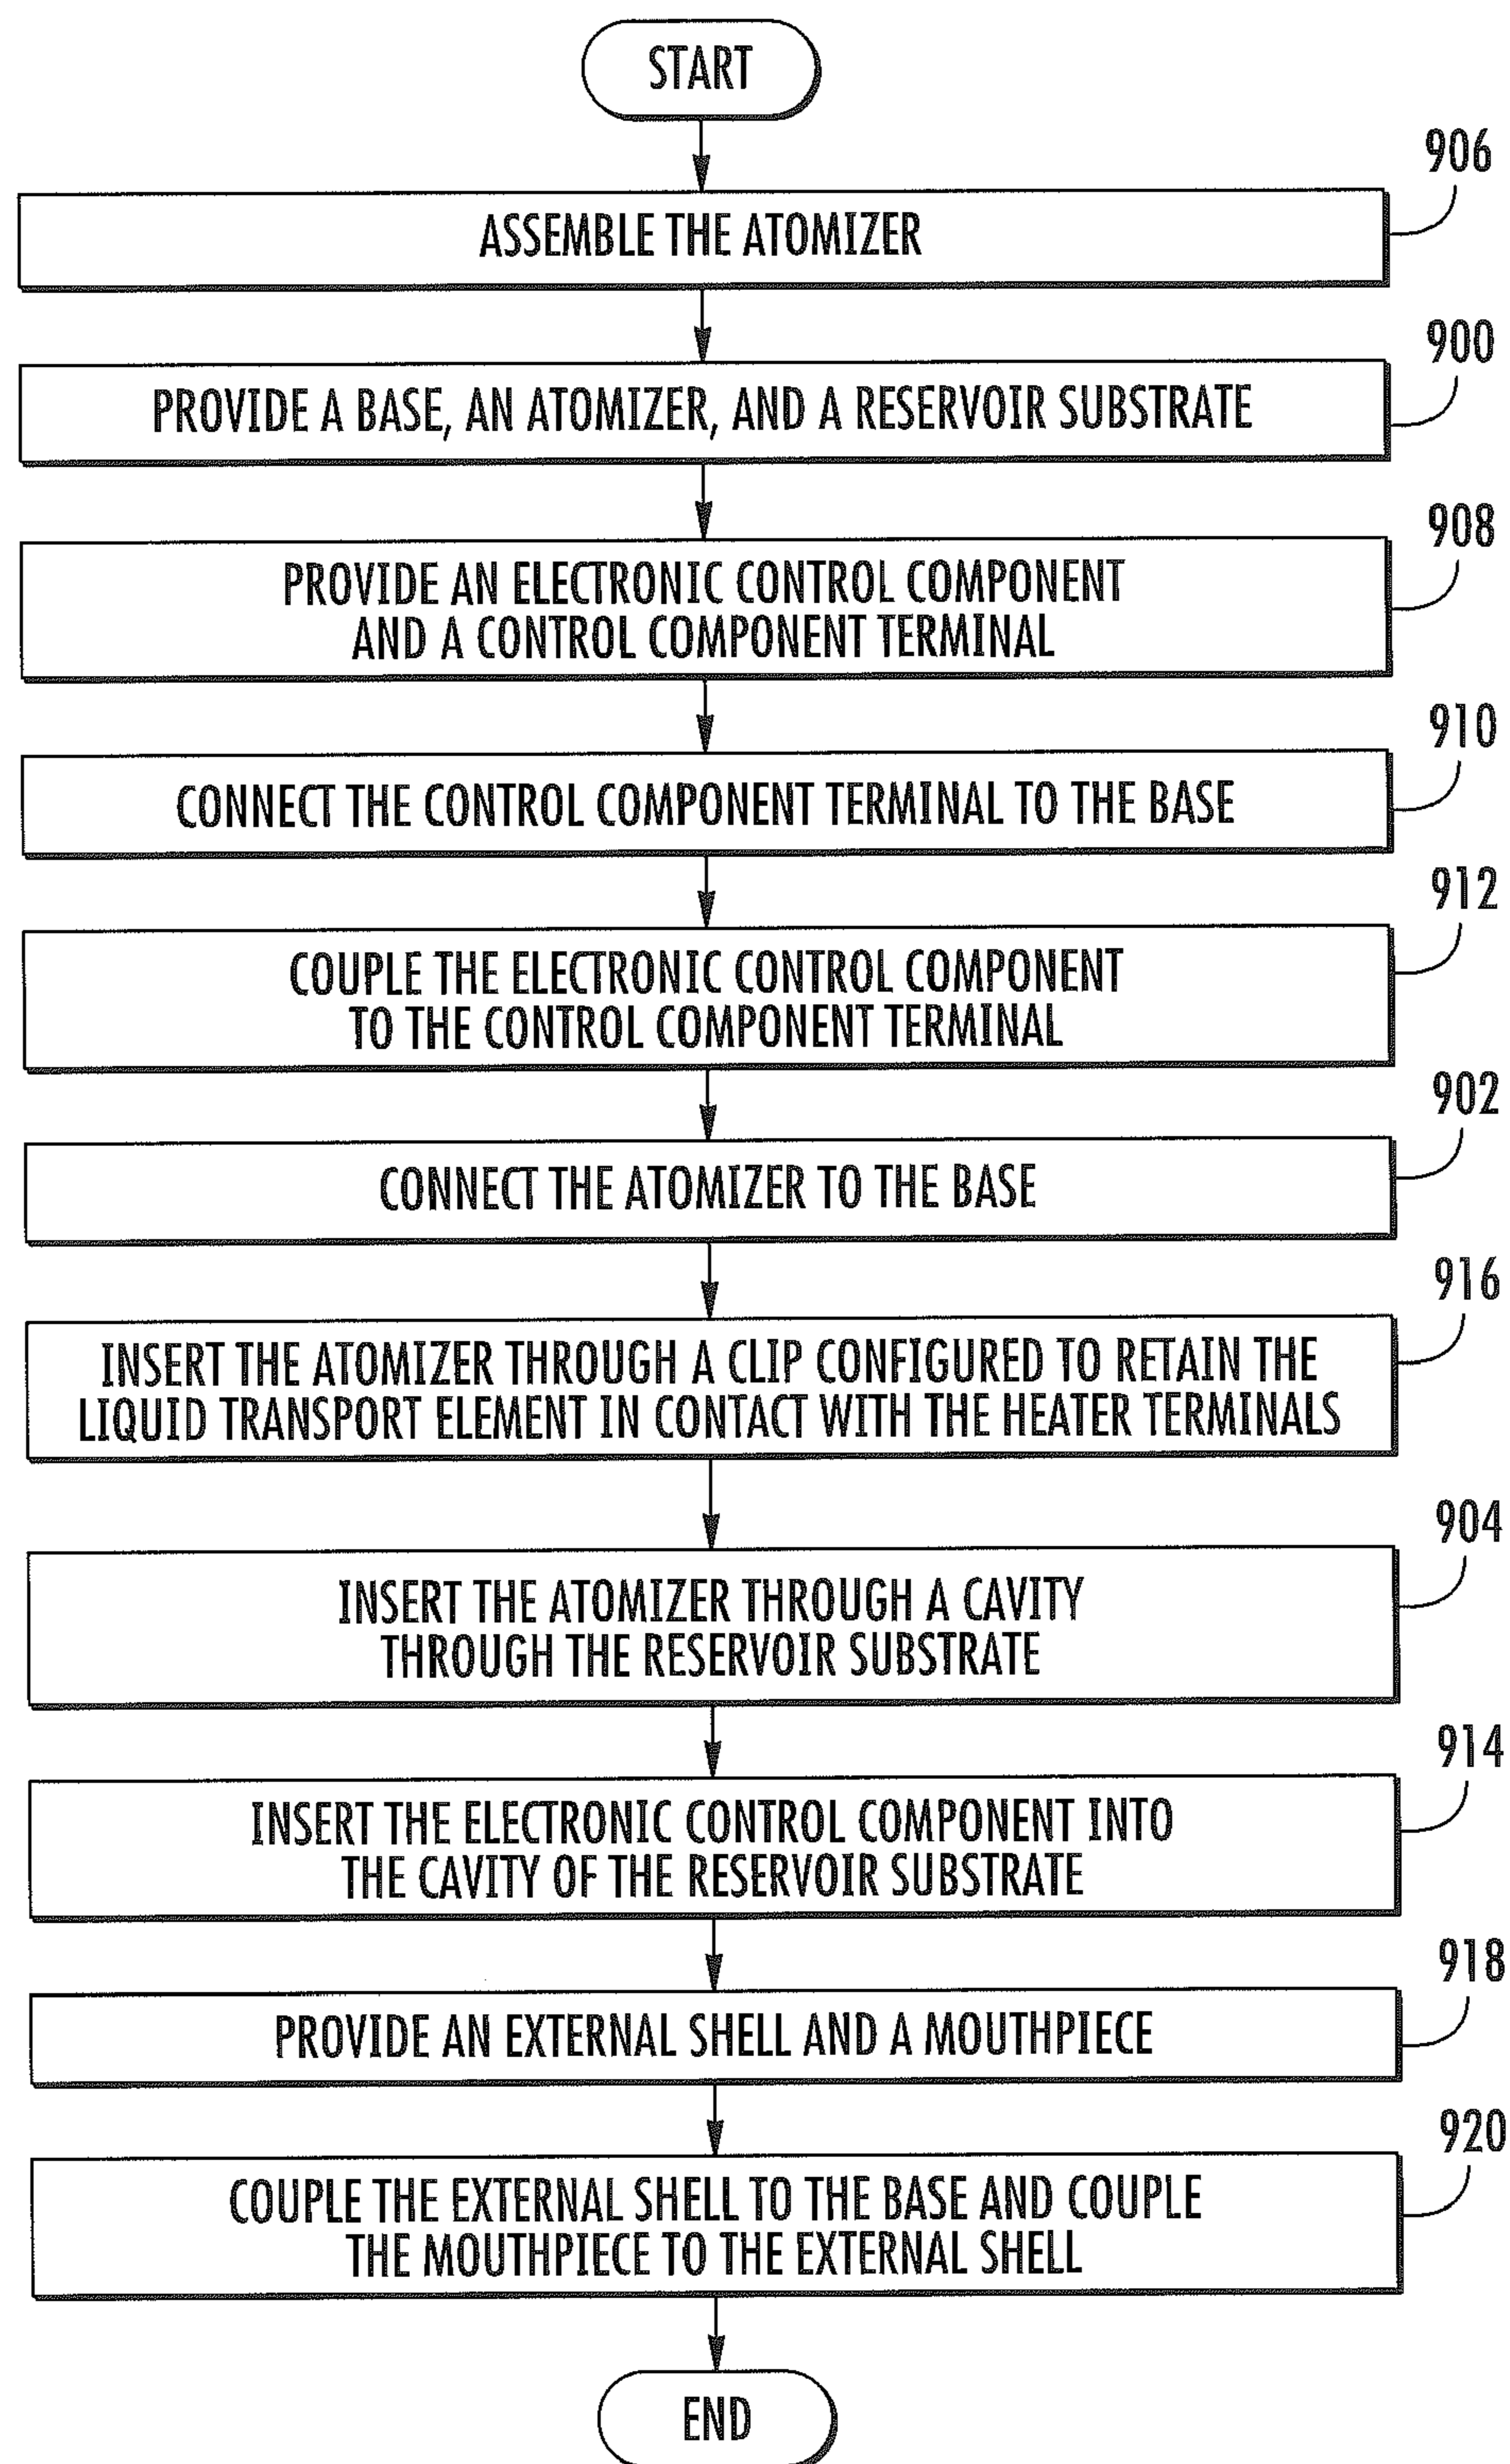 START
906
ASSEMBLE THE ATOMIZER
900
PROVIDE A BASE, AN ATOMIZER, AND A RESERVOIR SUBSTRATE
908
PROVIDE AN ELECTRONIC CONTROL COMPONENT
AND A CONTROL COMPONENT TERMINAL
910
CONNECT THE CONTROL COMPONENT TERMINAL TO THE BASE
912
COUPLE THE ELECTRONIC CONTROL COMPONENT
TO THE CONTROL COMPONENT TERMINAL
902
CONNECT THE ATOMIZER TO THE BASE
916
INSERT THE ATOMIZER THROUGH A CLIP CONFIGURED TO RETAIN THE
LIQUID TRANSPORT ELEMENT IN CONTACT WITH THE HEATER TERMINALS
904
INSERT THE ATOMIZER THROUGH A CAVITY
THROUGH THE RESERVOIR SUBSTRATE
914
INSERT THE ELECTRONIC CONTROL COMPONENT INTO
THE CAVITY OF THE RESERVOIR SUBSTRATE
918
PROVIDE AN EXTERNAL SHELL AND A MOUTHPIECE
920
COUPLE THE EXTERNAL SHELL TO THE BASE AND COUPLE
THE MOUTHPIECE TO THE EXTERNAL SHELL
END